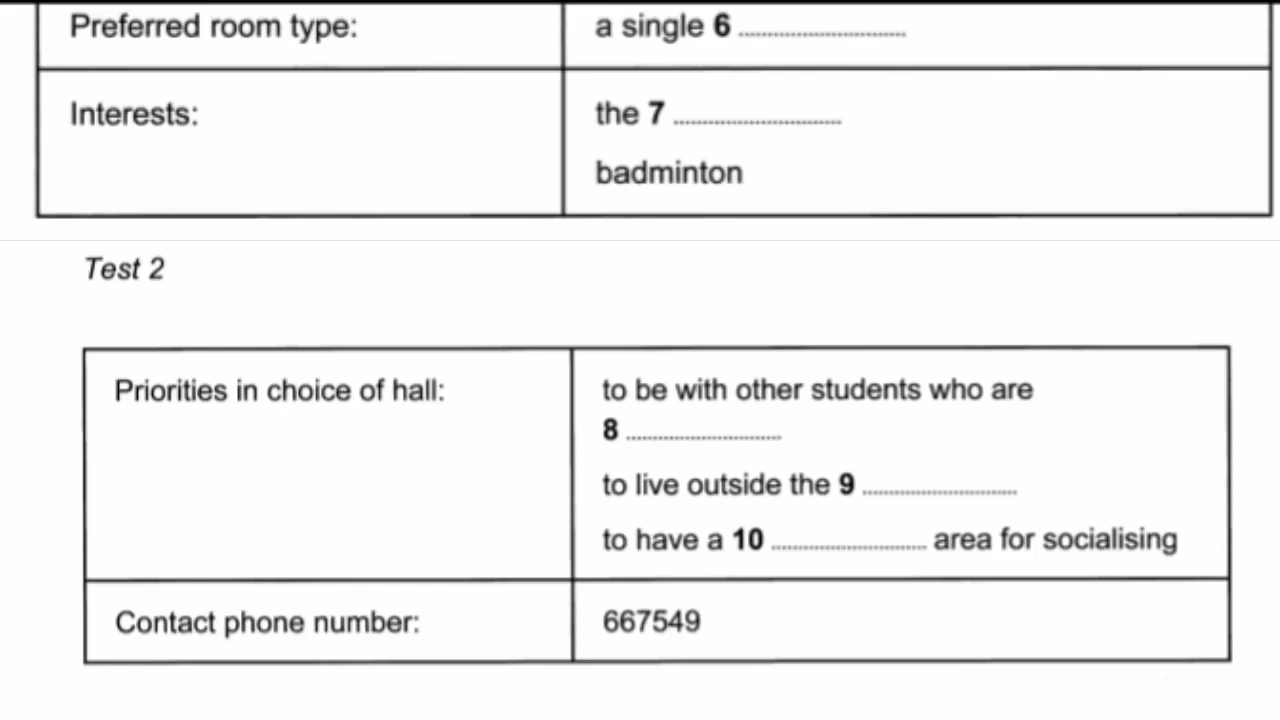 Preferred room type: a single 6 ........................
Interests: the 7 ........................
badminton
Test 2
Priorities in choice of hall: to be with other students who are
8 ........................
to live outside the 9 ........................
to have a 10 ........................ area for socialising
Contact phone number: 667549